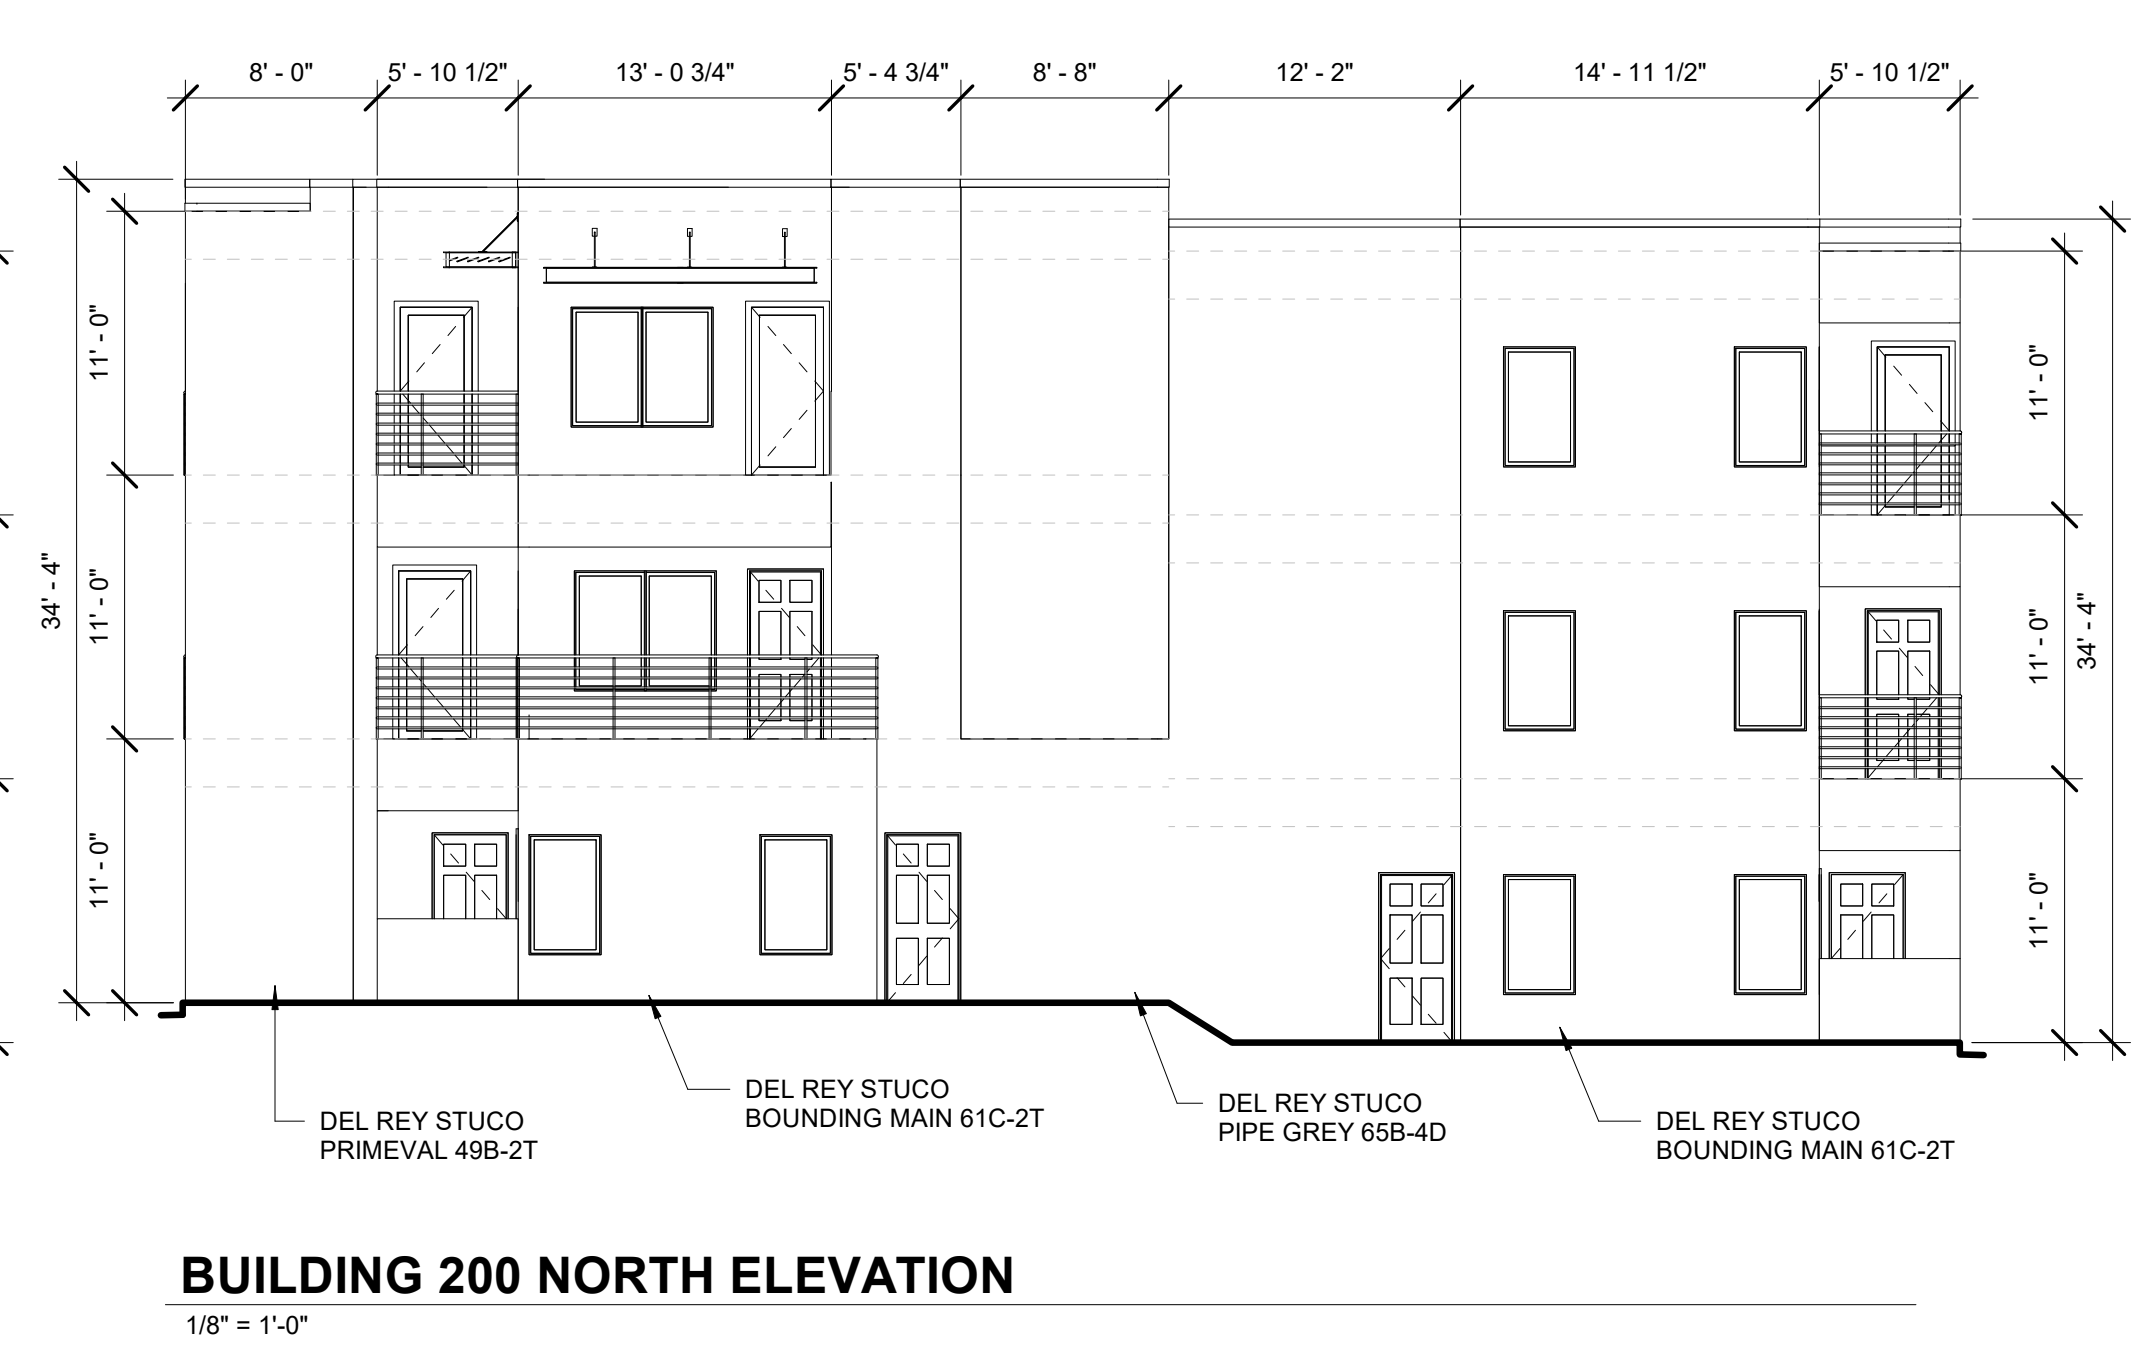 8' - 0" 5' - 10 1/2" 13' - 0 3/4" 5' - 4 3/4" 8' - 8" 12' - 2" 14' - 11 1/2" 5' - 10 1/2"
11' - 0"
11' - 0"
11' - 0"
34' - 4"
11' - 0"
11' - 0"
11' - 0"
34' - 4"
DEL REY STUCO
PRIMEVAL 49B-2T
DEL REY STUCO
BOUNDING MAIN 61C-2T
DEL REY STUCO
PIPE GREY 65B-4D
DEL REY STUCO
BOUNDING MAIN 61C-2T
BUILDING 200 NORTH ELEVATION
1/8" = 1'-0"